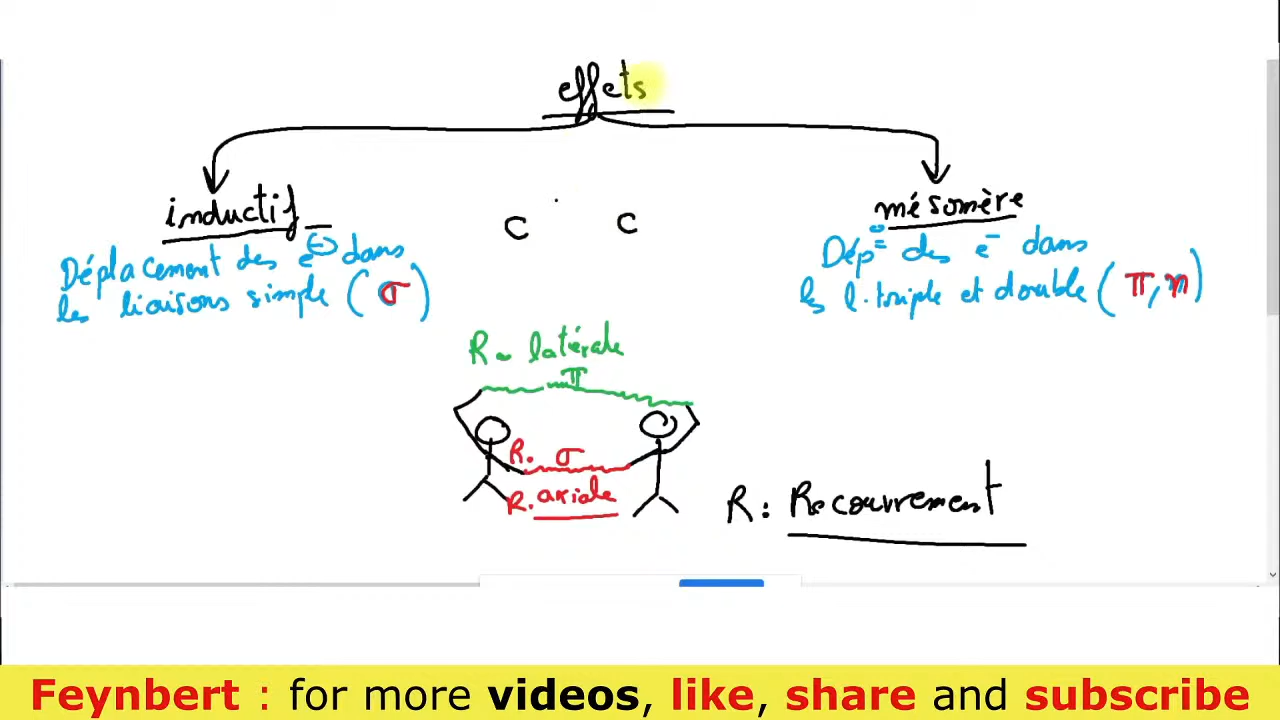 effets
inductif
Déplacement des e⊖ dans
les liaisons simple (σ)
C C
mésomère
Dép= des e− dans
les l. triple et double (π, n)
R. latérale
π
R. σ
R. axiale
R : Recouvrement
Feynbert : for more videos, like, share and subscribe